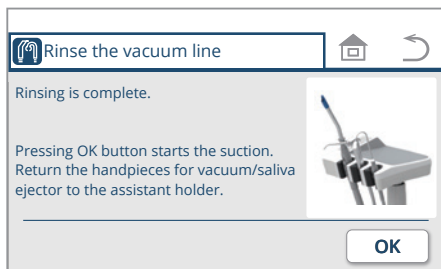 Rinse the vacuum line
Rinsing is complete.
Pressing OK button starts the suction.
Return the handpieces for vacuum/saliva
ejector to the assistant holder.
OK